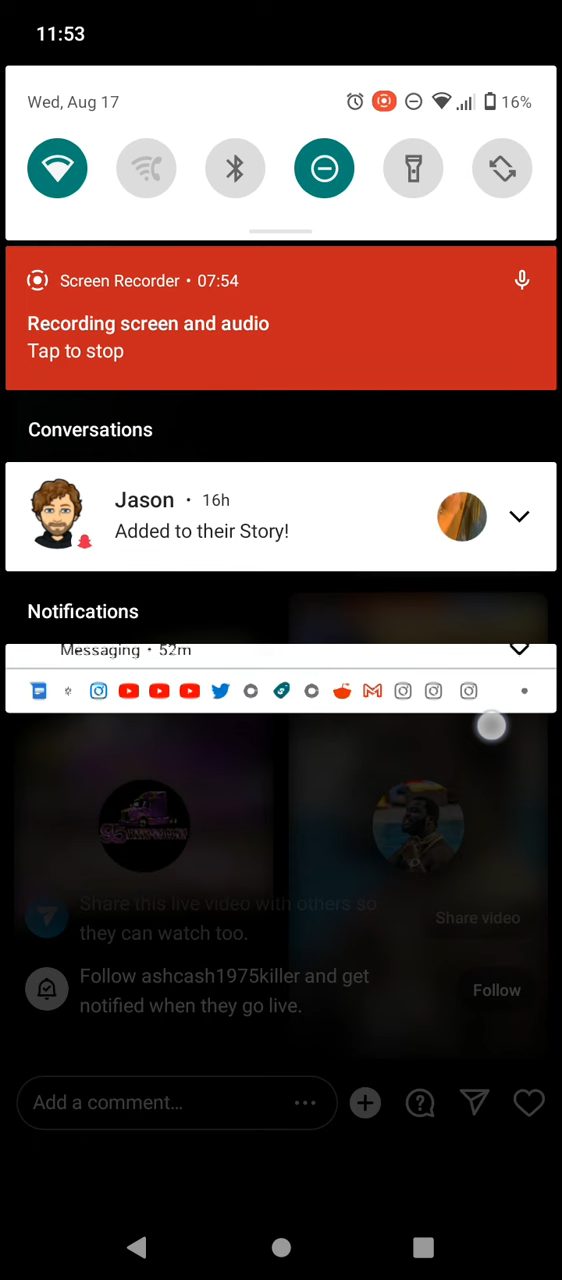 11:53
Wed, Aug 17
16%
Screen Recorder • 07:54
Recording screen and audio
Tap to stop
Conversations
Jason • 16h
Added to their Story!
Notifications
Messaging • 52m
Share this live video with others so
they can watch too.
Share video
Follow ashcash1975killer and get
notified when they go live.
Follow
Add a comment…